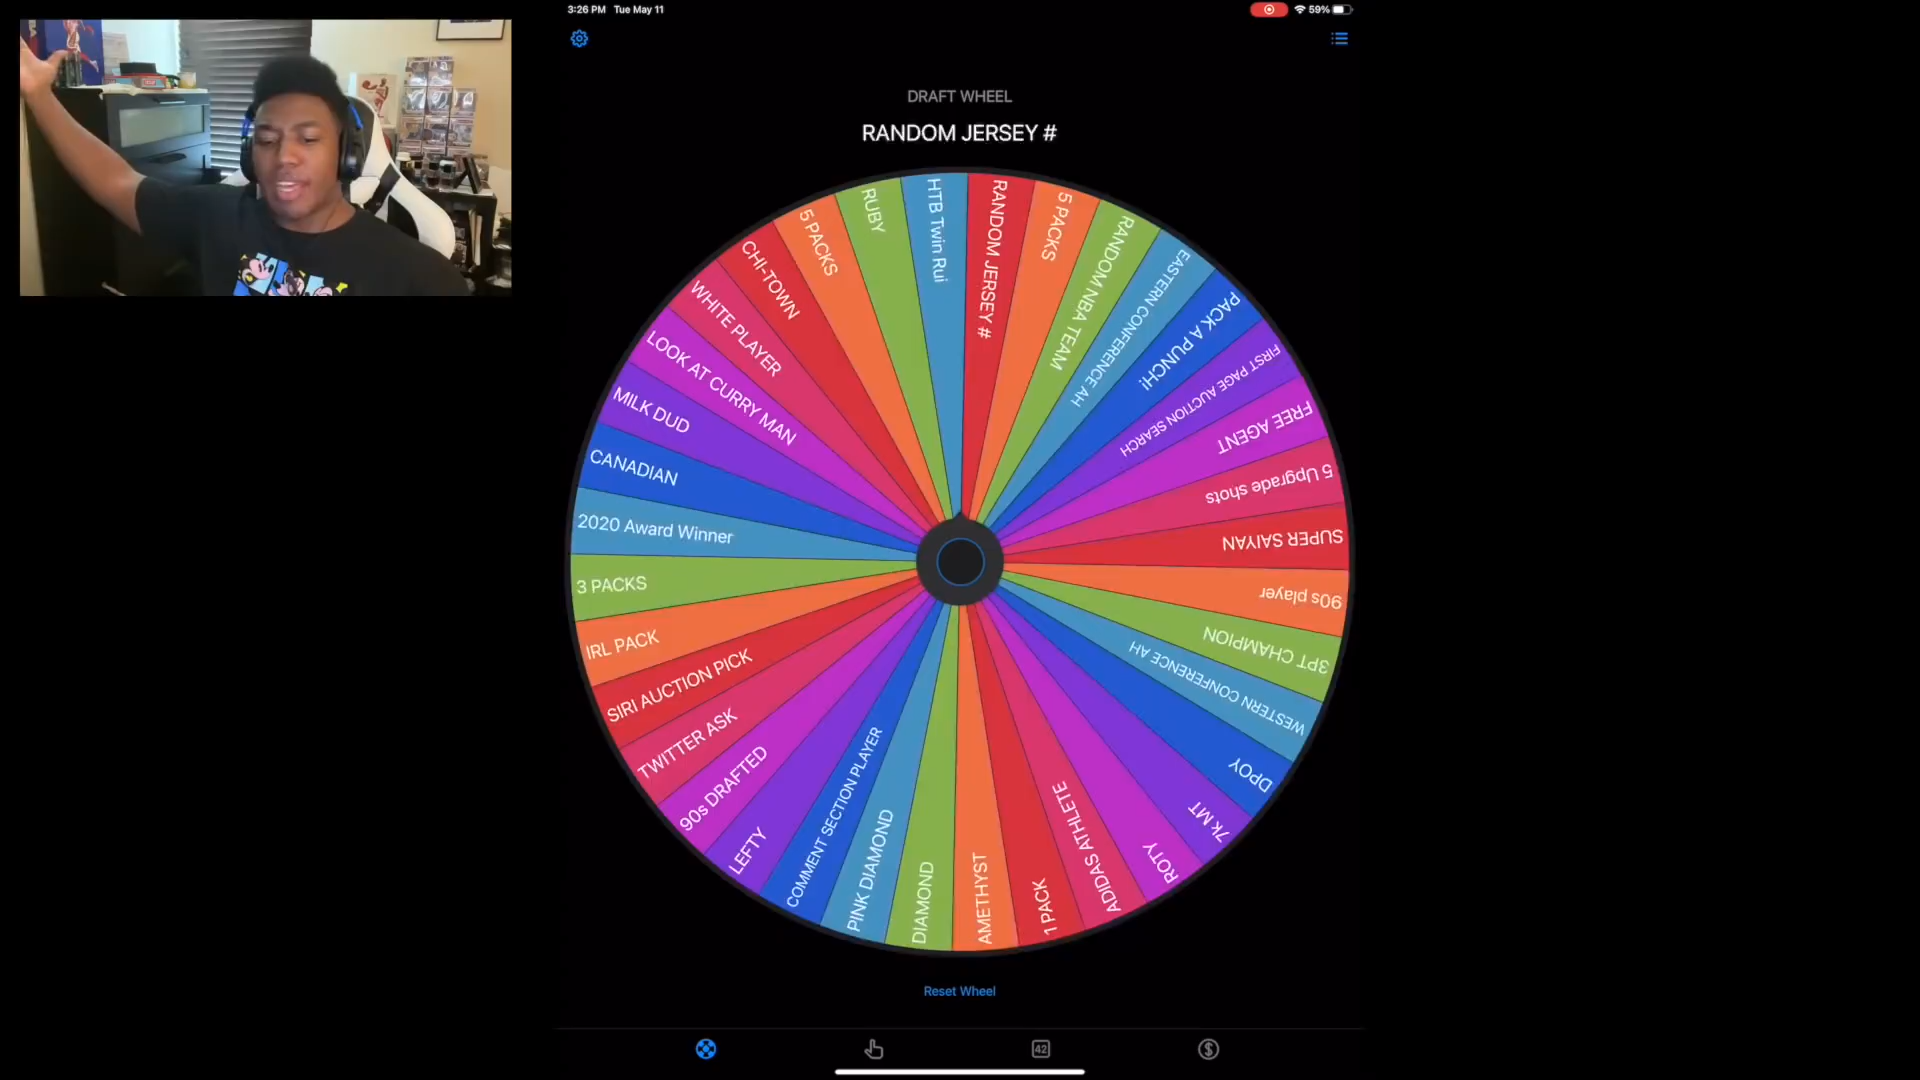 3:26 PM Tue May 11
59%
DRAFT WHEEL
RANDOM JERSEY #
RANDOM JERSEY #
5 PACKS
RANDOM NBA TEAM
EASTERN CONFERENCE AH
PACK A PUNCH!
FIRST PAGE AUCTION SEARCH
FREE AGENT
5 Upgrade shots
SUPER SAIYAN
90s player
3PT CHAMPION
WESTERN CONFERENCE AH
DPOY
7k MT
ROTY
ADIDAS ATHLETE
1 PACK
AMETHYST
DIAMOND
PINK DIAMOND
COMMENT SECTION PLAYER
LEFTY
90s DRAFTED
TWITTER ASK
SIRI AUCTION PICK
IRL PACK
3 PACKS
2020 Award Winner
CANADIAN
MILK DUD
LOOK AT CURRY MAN
WHITE PLAYER
CHI-TOWN
5 PACKS
RUBY
HTB Twin Rui
Reset Wheel
42
$